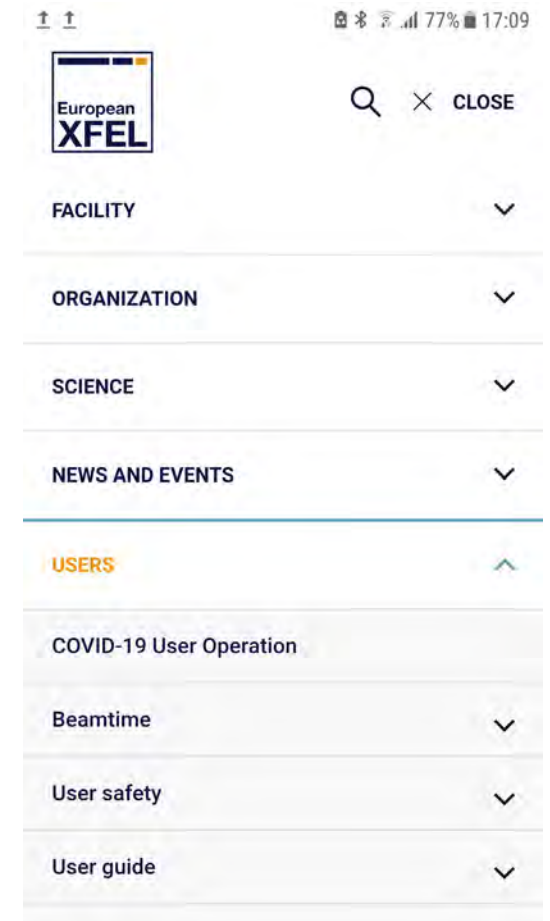 77% 17:09
European
XFEL
CLOSE
FACILITY
ORGANIZATION
SCIENCE
NEWS AND EVENTS
USERS
COVID-19 User Operation
Beamtime
User safety
User guide